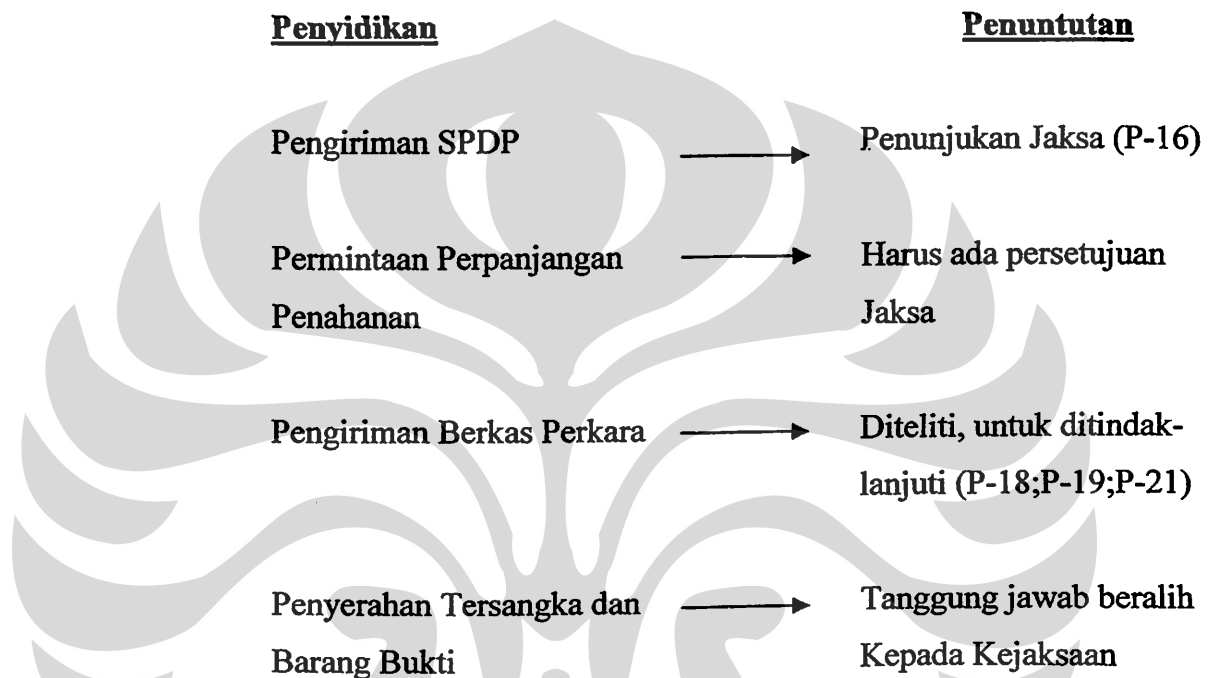 Penyidikan Penuntutan
Pengiriman SPDP Penunjukan Jaksa (P-16)
Permintaan Perpanjangan Harus ada persetujuan
Penahanan Jaksa
Pengiriman Berkas Perkara Diteliti, untuk ditindak-
lanjuti (P-18;P-19;P-21)
Penyerahan Tersangka dan Tanggung jawab beralih
Barang Bukti Kepada Kejaksaan